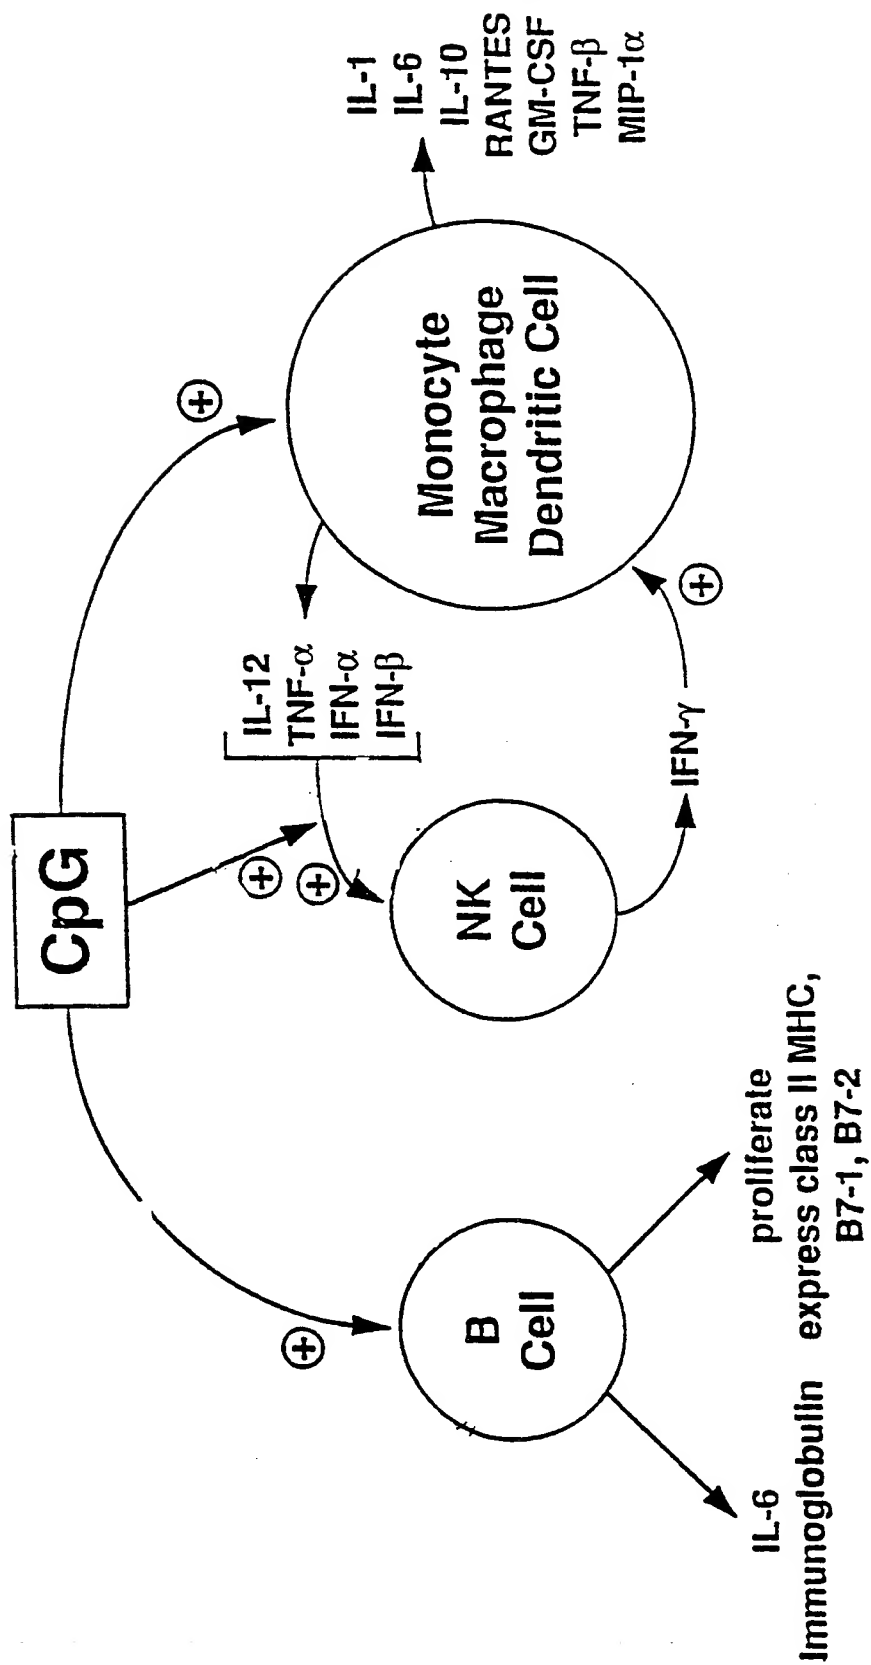 CpG
⊕
⊕
⊕
⊕
IL-12
TNF-α
IFN-α
IFN-β
B
Cell
NK
Cell
Monocyte
Macrophage
Dendritic Cell
IL-1
IL-6
IL-10
RANTES
GM-CSF
TNF-β
MIP-1α
IFN-γ
⊕
IL-6
Immunoglobulin
proliferate
express class II MHC,
B7-1, B7-2